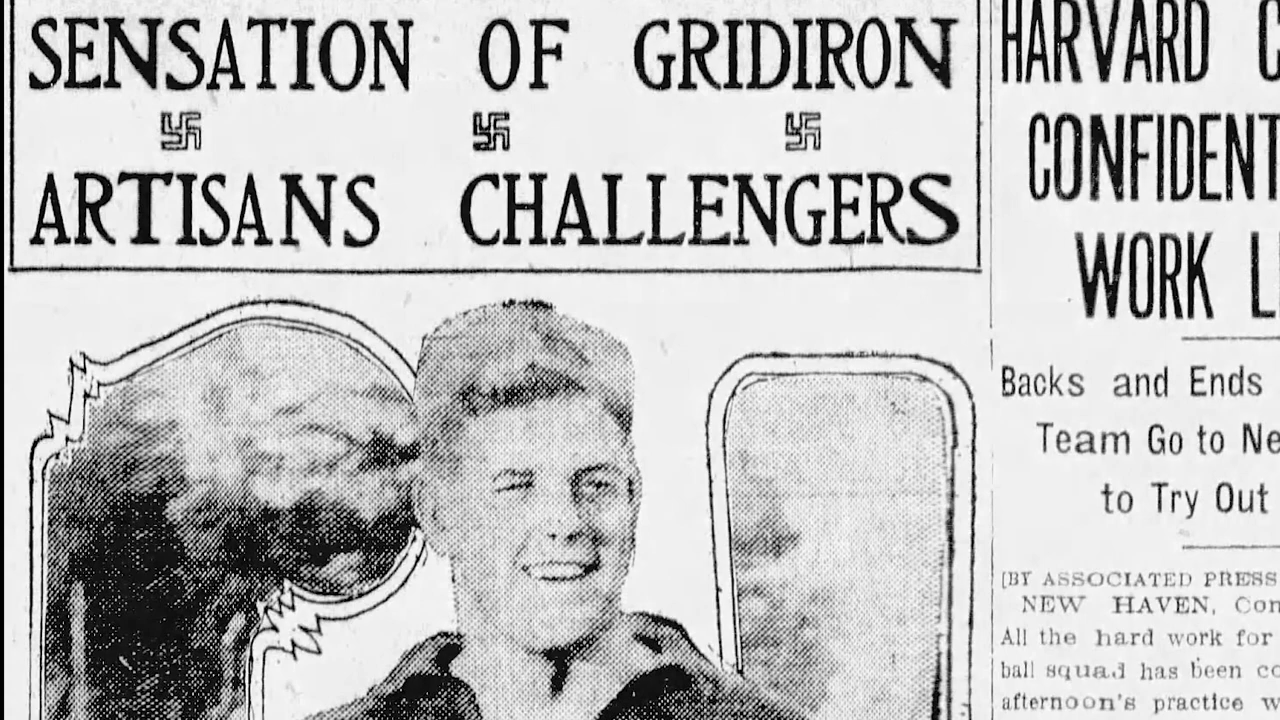 SENSATION OF GRIDIRON
ARTISANS CHALLENGERS
HARVARD
CONFIDENT
WORK
Backs and Ends
Team Go to
to Try Out
[BY ASSOCIATED PRESS
NEW HAVEN,
All the hard work for
ball squad has been
afternoon's practice